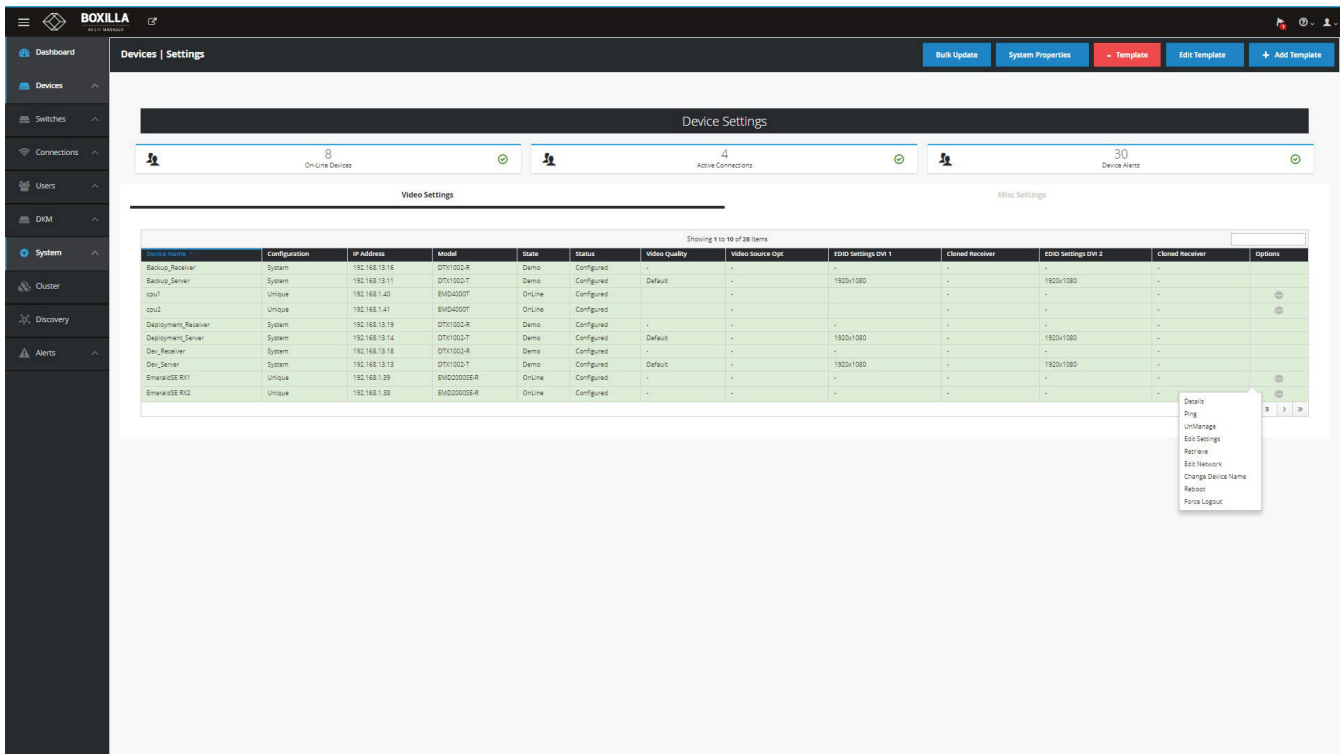 BOXILLA
1
Dashboard
Devices
Switches
Connections
Users
DKM
System
Cluster
Discovery
Alerts
Devices | Settings
Bulk Update
System Properties
- Template
Edit Template
+ Add Template
Device Settings
8
On-Line Devices
4
Active Connections
30
Device Alerts
Video Settings Misc Settings
Showing 1 to 10 of 28 items
Device Name Configuration IP Address Model State Status Video Quality Video Source Opt EDID Settings DVI 1 Cloned Receiver EDID Settings DVI 2 Cloned Receiver Options
Backup_Receiver System 192.168.13.16 DTX1002-R Demo Configured - - - - - -
Backup_Server System 192.168.13.11 DTX1002-T Demo Configured Default - 1920x1080 - 1920x1080 -
cpu1 Unique 192.168.1.40 EMD4000T OnLine Configured - - - - -
cpu2 Unique 192.168.1.41 EMD4000T OnLine Configured - - - - -
Deployment_Receiver System 192.168.13.19 DTX1002-R Demo Configured - - - - - -
Deployment_Server System 192.168.13.14 DTX1002-T Demo Configured Default - 1920x1080 - 1920x1080 -
Dev_Receiver System 192.168.13.18 DTX1002-R Demo Configured - - - - - -
Dev_Server System 192.168.13.13 DTX1002-T Demo Configured Default - 1920x1080 - 1920x1080 -
EmeraldSE RX1 Unique 192.168.1.39 EMD2000SE-R OnLine Configured - - - - - -
EmeraldSE RX2 Unique 192.168.1.38 EMD2000SE-R OnLine Configured - - - - - -
3 > »
Details
Ping
UnManage
Edit Settings
Retrieve
Edit Network
Change Device Name
Reboot
Force Logout